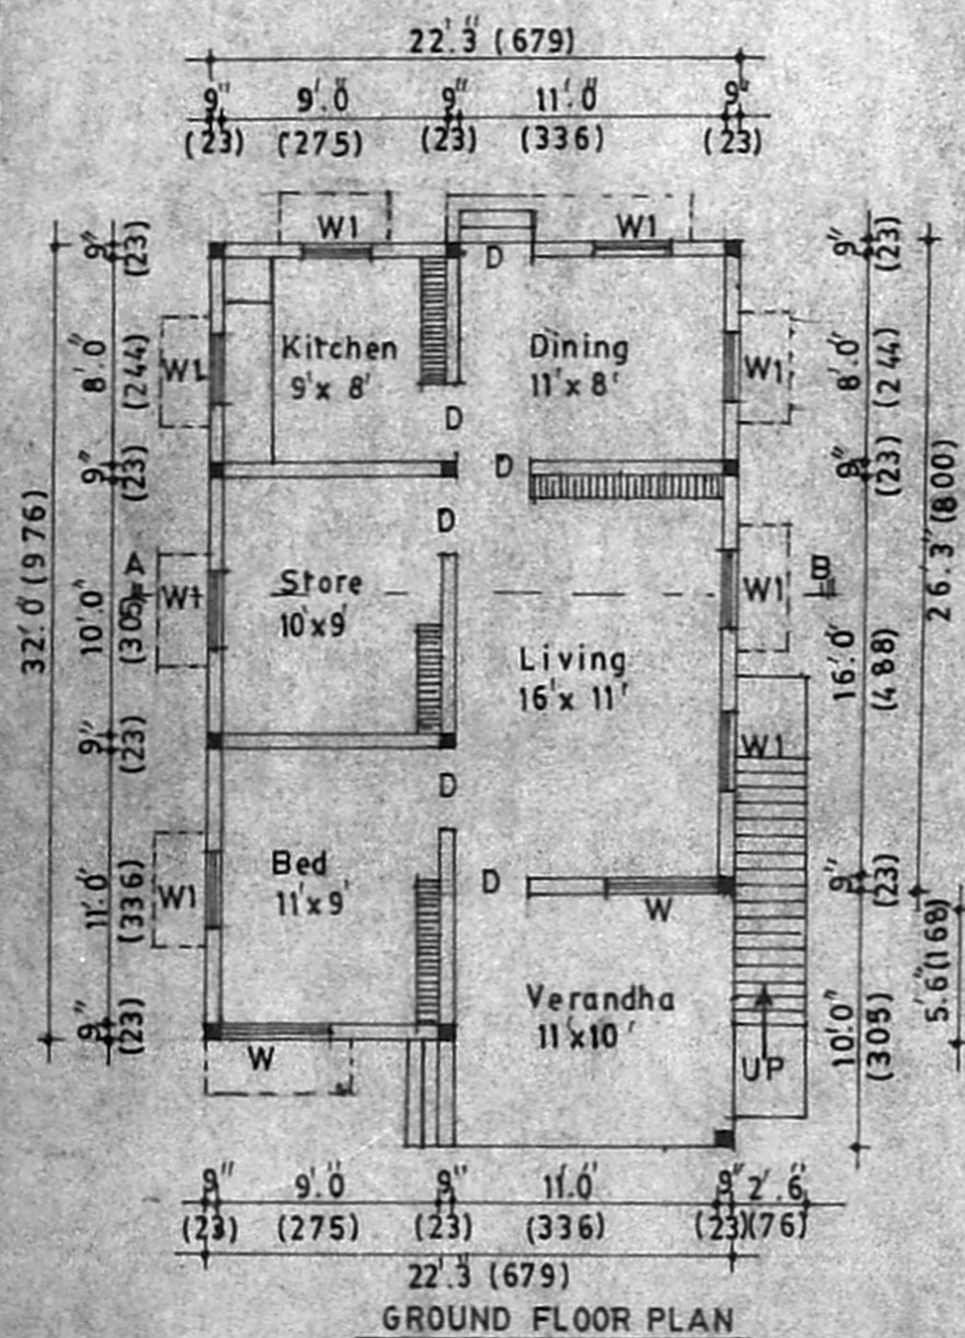 22'.3" (679)
9" 9'.0" 9" 11'.0" 9"
(23) (275) (23) (336) (23)
W1 W1
D
9" (23) 9" (23)
8'.0" (244) W1 Kitchen Dining W1 8'.0" (244)
9'x 8' 11'x 8'
D
9" (23) D 9" (23)
D
32'.0" (976) 26.3" (800)
A B
10'.0" (305) W1 Store W1
10'x9'
Living 16'.0" (488)
16'x 11'
9" (23) W1
D
Bed D 9" (23)
11'.0" (336) W1 11'x9'
W 5'.6" (168)
Verandha
11'x10' 10'.0" (305)
9" (23)
W UP
9" 9'.0" 9" 11'.0" 9" 2'.6"
(23) (275) (23) (336) (23)(76)
22'.3" (679)
GROUND FLOOR PLAN